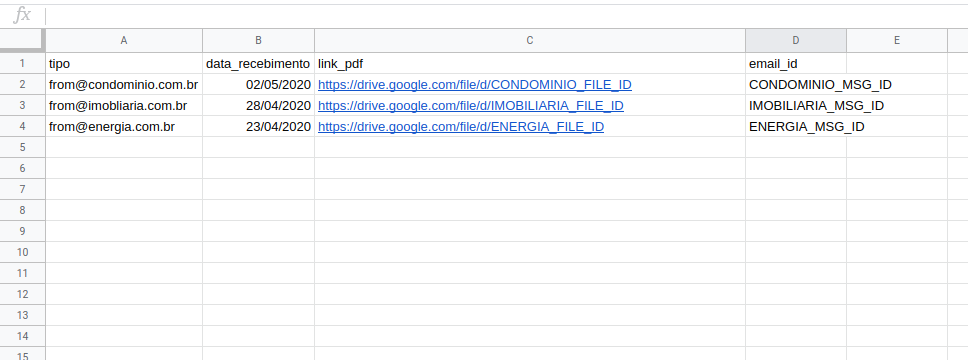 fx
A B C D E
1 tipo data_recebimento link_pdf email_id
2 from@condominio.com.br 02/05/2020 https://drive.google.com/file/d/CONDOMINIO_FILE_ID CONDOMINIO_MSG_ID
3 from@imobliaria.com.br 28/04/2020 https://drive.google.com/file/d/IMOBILIARIA_FILE_ID IMOBILIARIA_MSG_ID
4 from@energia.com.br 23/04/2020 https://drive.google.com/file/d/ENERGIA_FILE_ID ENERGIA_MSG_ID
5
6
7
8
9
10
11
12
13
14
15